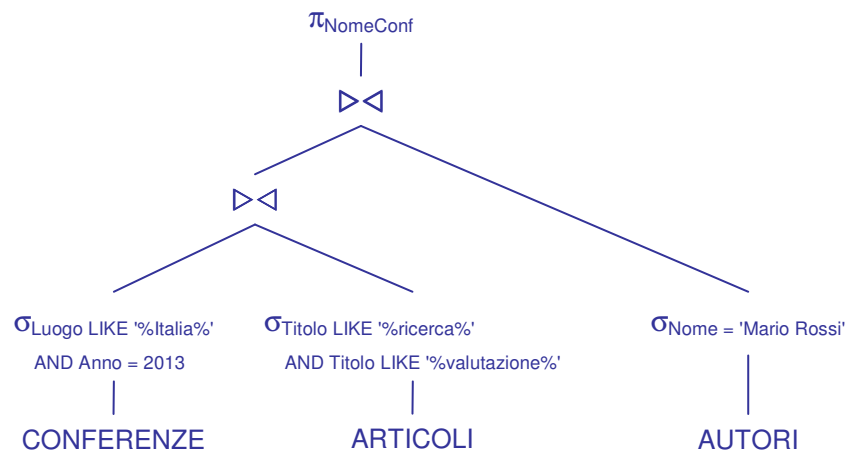 πNomeConf
▷◁
▷◁
σLuogo LIKE '%Italia%'
AND Anno = 2013
σTitolo LIKE '%ricerca%'
AND Titolo LIKE '%valutazione%'
σNome = 'Mario Rossi'
CONFERENZE
ARTICOLI
AUTORI